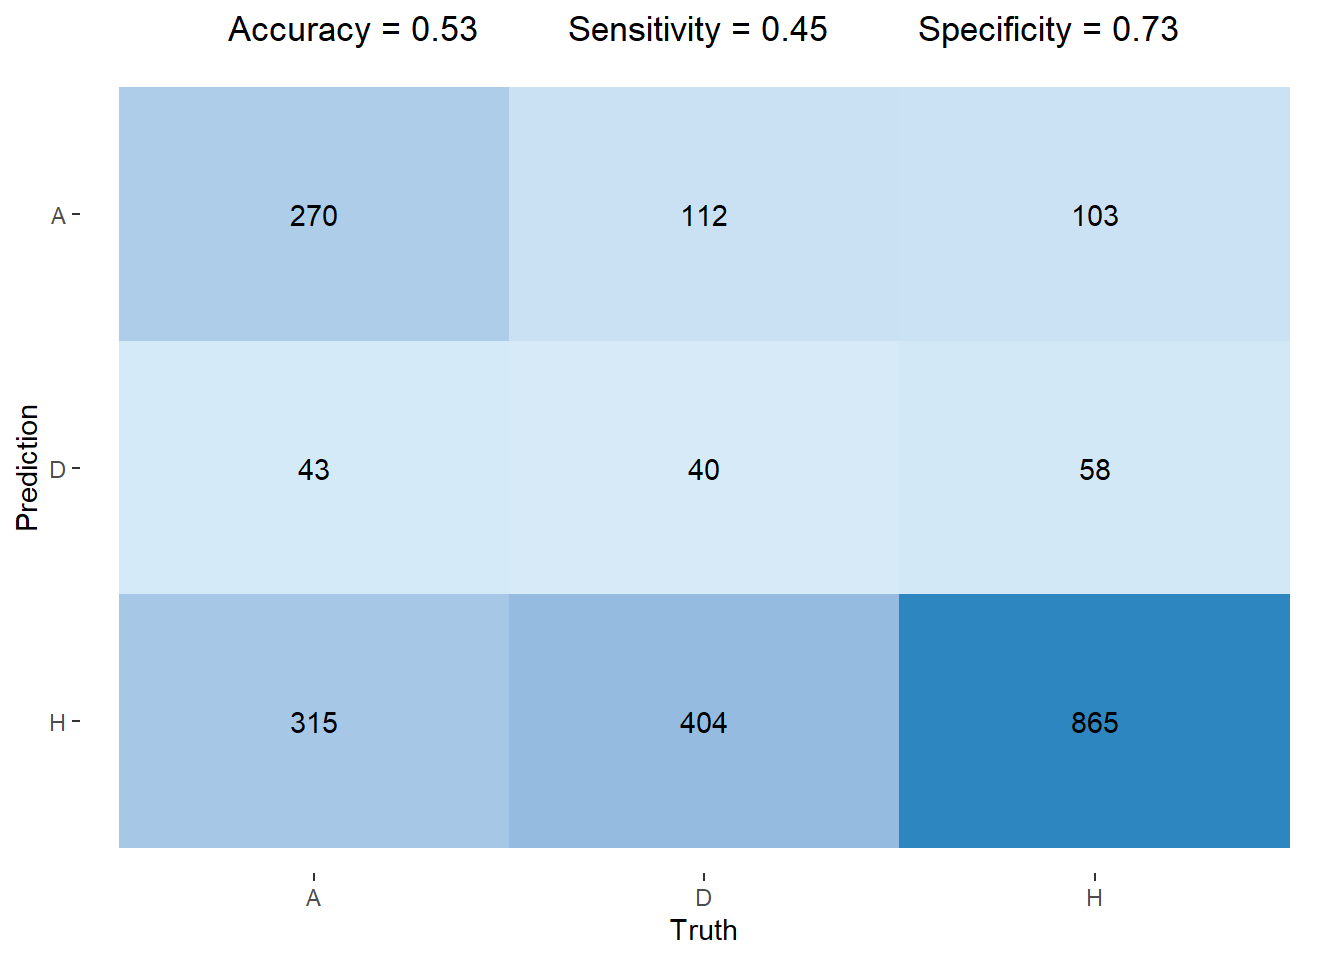 Accuracy = 0.53 Sensitivity = 0.45 Specificity = 0.73
A 270 112 103
Prediction
D 43 40 58
H 315 404 865
A D H
Truth